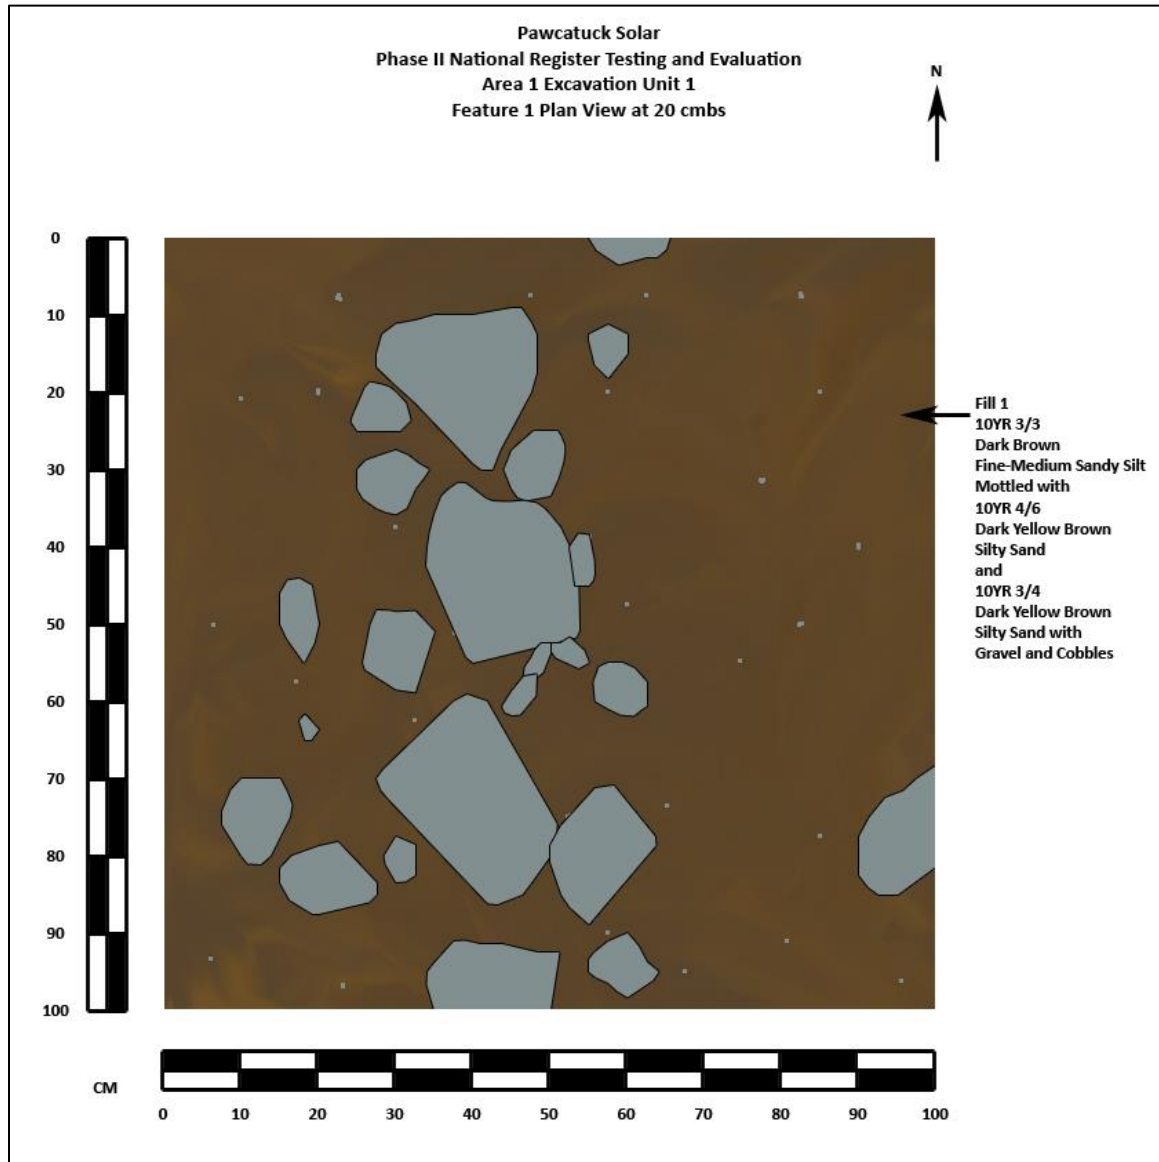 Pawcatuck Solar
Phase II National Register Testing and Evaluation
Area 1 Excavation Unit 1
Feature 1 Plan View at 20 cmbs
N
0
10
20
30
40
50
60
70
80
90
100
Fill 1
10YR 3/3
Dark Brown
Fine-Medium Sandy Silt
Mottled with
10YR 4/6
Dark Yellow Brown
Silty Sand
and
10YR 3/4
Dark Yellow Brown
Silty Sand with
Gravel and Cobbles
CM
0 10 20 30 40 50 60 70 80 90 100